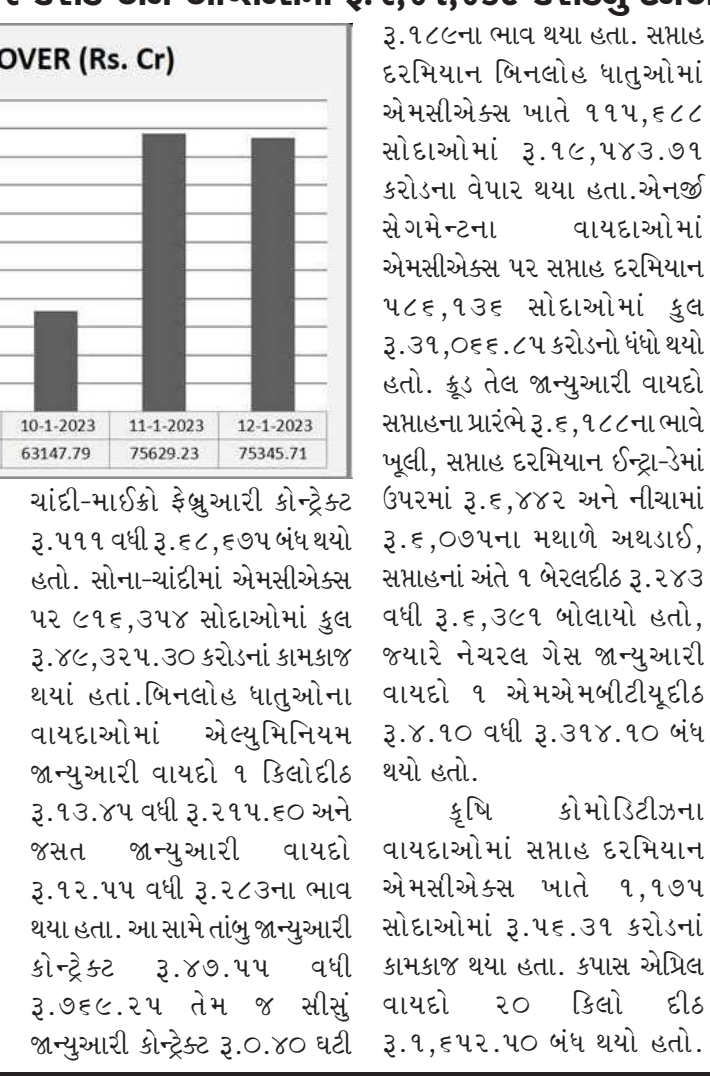 OVER (Rs. Cr)
10-1-2023 11-1-2023 12-1-2023
63147.79 75629.23 75345.71
ચાંદી-માઈક્રો ફેબ્રુઆરી કોન્ટ્રેક્ટ
રૂ.૫૧૧ વધી રૂ.૬૮,૬૭૫ બંધ થયો
હતો. સોના-ચાંદીમાં એમસીએક્સ
પર ૯૧૬,૩૫૪ સોદાઓમાં કુલ
રૂ.૪૯,૩૨૫.૩૦ કરોડનાં કામકાજ
થયાં હતાં.બિનલોહ ધાતુઓના
વાયદાઓમાં એલ્યુમિનિયમ
જાન્યુઆરી વાયદો ૧ કિલોદીઠ
રૂ.૧૩.૪૫ વધી રૂ.૨૧૫.૬૦ અને
જસત જાન્યુઆરી વાયદો
રૂ.૧૨.૫૫ વધી રૂ.૨૮૩ના ભાવ
થયા હતા. આ સામે તાંબુ જાન્યુઆરી
કોન્ટ્રેક્ટ રૂ.૪૭.૫૫ વધી
રૂ.૭૬૯.૨૫ તેમ જ સીસું
જાન્યુઆરી કોન્ટ્રેક્ટ રૂ.૦.૪૦ ઘટી
રૂ.૧૮૯ના ભાવ થયા હતા. સપ્તાહ
દરમિયાન બિનલોહ ધાતુઓમાં
એમસીએક્સ ખાતે ૧૧૫,૬૮૮
સોદાઓમાં રૂ.૧૯,૫૪૩.૭૧
કરોડના વેપાર થયા હતા.એનર્જી
સેગમેન્ટના વાયદાઓમાં
એમસીએક્સ પર સપ્તાહ દરમિયાન
૫૮૬,૧૩૬ સોદાઓમાં કુલ
રૂ.૩૧,૦૬૬.૮૫ કરોડનો ધંધો થયો
હતો. ક્રૂડ તેલ જાન્યુઆરી વાયદો
સપ્તાહના પ્રારંભે રૂ.૬,૧૮૮ના ભાવે
ખૂલી, સપ્તાહ દરમિયાન ઈન્ટ્રા-ડેમાં
ઉપરમાં રૂ.૬,૪૪૨ અને નીચામાં
રૂ.૬,૦૭૫ના મથાળે અથડાઈ,
સપ્તાહનાં અંતે ૧ બેરલદીઠ રૂ.૨૪૩
વધી રૂ.૬,૩૯૧ બોલાયો હતો,
જ્યારે નેચરલ ગેસ જાન્યુઆરી
વાયદો ૧ એમએમબીટીયૂદીઠ
રૂ.૪.૧૦ વધી રૂ.૩૧૪.૧૦ બંધ
થયો હતો.
કૃષિ કોમોડિટીઝના
વાયદાઓમાં સપ્તાહ દરમિયાન
એમસીએક્સ ખાતે ૧,૧૭૫
સોદાઓમાં રૂ.૫૬.૩૧ કરોડનાં
કામકાજ થયા હતા. કપાસ એપ્રિલ
વાયદો ૨૦ કિલો દીઠ
રૂ.૧,૬૫૨.૫૦ બંધ થયો હતો.